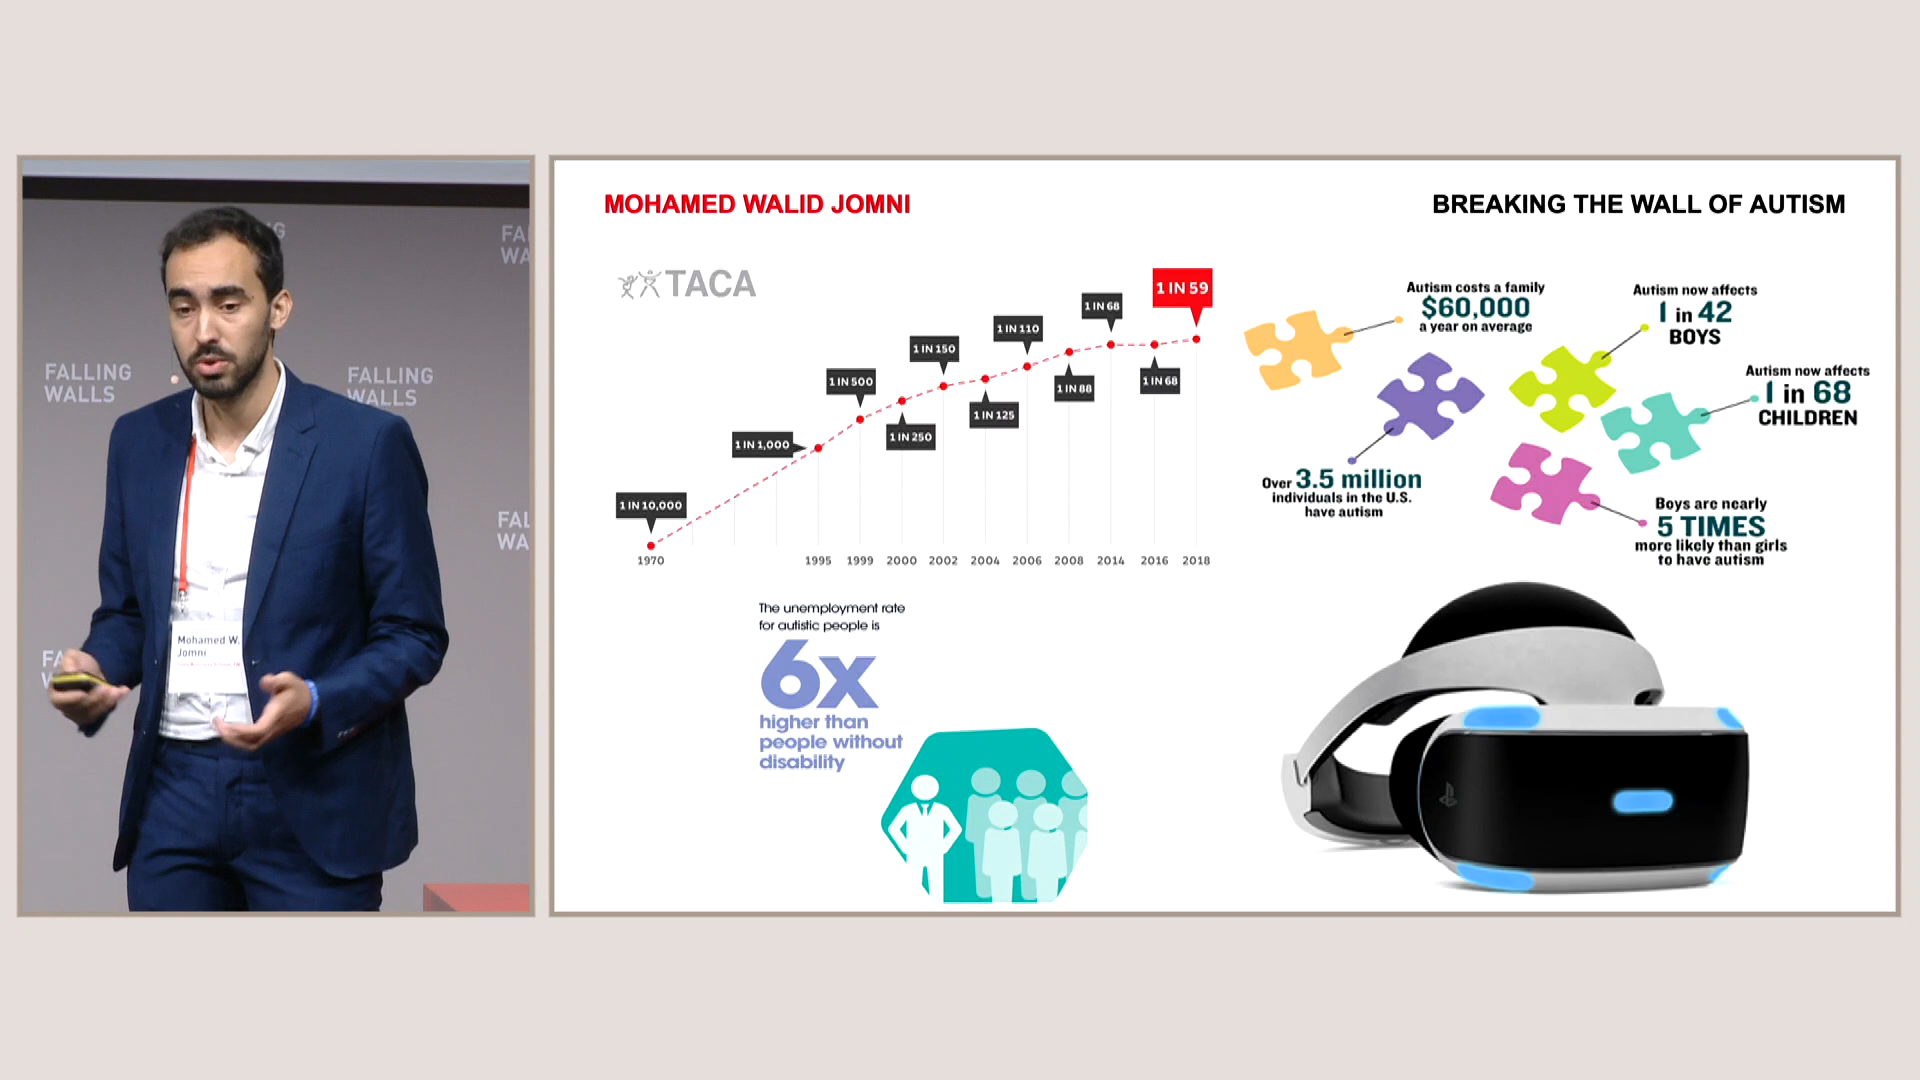 FALLING
WALLS
FALLING
WALLS
FA
WA
FAL
WA
FA
W
Mohamed W.
Jomni
MOHAMED WALID JOMNI
BREAKING THE WALL OF AUTISM
TACA
1 IN 10,000
1 IN 1,000
1 IN 500
1 IN 250
1 IN 150
1 IN 125
1 IN 110
1 IN 88
1 IN 68
1 IN 68
1 IN 59
1970 1995 1999 2000 2002 2004 2006 2008 2014 2016 2018
Autism costs a family
$60,000
a year on average
Autism now affects
1 in 42
BOYS
Autism now affects
1 in 68
CHILDREN
Over 3.5 million
individuals in the U.S.
have autism
Boys are nearly
5 TIMES
more likely than girls
to have autism
The unemployment rate
for autistic people is
6x
higher than
people without
disability